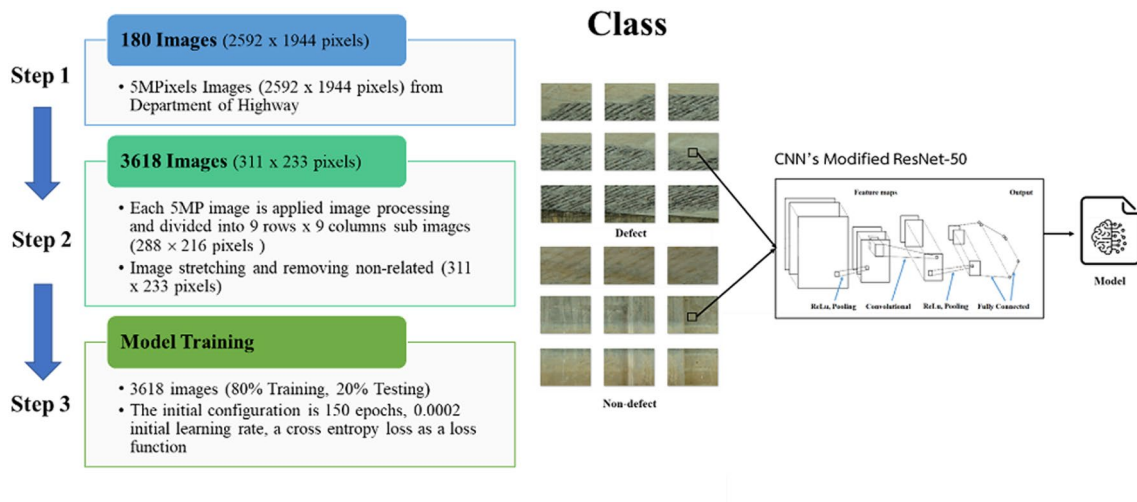 Class
Step 1
180 Images (2592 x 1944 pixels)
• 5MPixels Images (2592 x 1944 pixels) from
Department of Highway
Step 2
3618 Images (311 x 233 pixels)
• Each 5MP image is applied image processing
and divided into 9 rows x 9 columns sub images
(288 × 216 pixels )
• Image stretching and removing non-related (311
x 233 pixels)
Step 3
Model Training
• 3618 images (80% Training, 20% Testing)
• The initial configuration is 150 epochs, 0.0002
initial learning rate, a cross entropy loss as a loss
function
Defect
Non-defect
CNN's Modified ResNet-50
Feature maps
Output
ReLu, Pooling
Convolutional
ReLu, Pooling
Fully Connected
Model